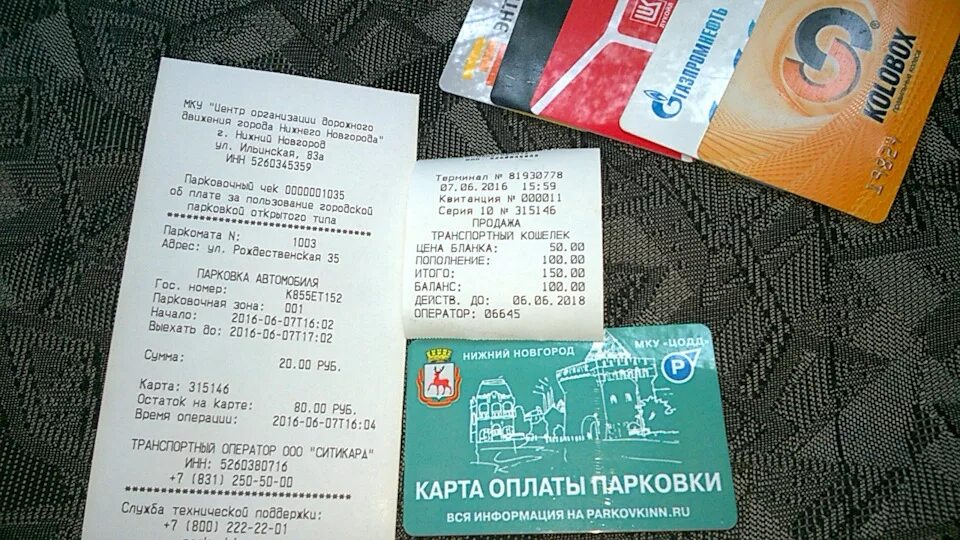 МКУ "Центр организации дорожного
движения города Нижнего Новгорода"
г. Нижний Новгород
ул. Ильинская, 83а
ИНН 5260345359
Парковочный чек 0000001035
об плате за пользование городской
парковкой открытого типа
**********************************
Паркомата N: 1003
Адрес: ул. Рождественская 35
ПАРКОВКА АВТОМОБИЛЯ
Гос. номер: К855ЕТ152
Парковочная зона: 001
Начало: 2016-06-07T16:02
Выехать до: 2016-06-07T17:02
Сумма: 20.00 РУБ.
Карта: 315146
Остаток на карте: 80.00 РУБ.
Время операции: 2016-06-07T16:04
ТРАНСПОРТНЫЙ ОПЕРАТОР ООО "СИТИКАРД"
ИНН: 5260380716
+7 (831) 250-50-00
**********************************
Служба технической поддержки:
+7 (800) 222-22-01
Терминал № 81930778
07.06.2016 15:59
Квитанция № 000011
Серия 10 № 315146
ПРОДАЖА
ТРАНСПОРТНЫЙ КОШЕЛЕК
ЦЕНА БЛАНКА: 50.00
ПОПОЛНЕНИЕ: 100.00
ИТОГО: 150.00
БАЛАНС: 100.00
ДЕЙСТВ. ДО: 06.06.2018
ОПЕРАТОР: 06645
НИЖНИЙ НОВГОРОД
МКУ «ЦОДД»
P
КАРТА ОПЛАТЫ ПАРКОВКИ
ВСЯ ИНФОРМАЦИЯ НА PARKOVKINN.RU
ЭНТ
ЛУКОЙЛ
ГАЗПРОМНЕФТЬ
KOLOBOX